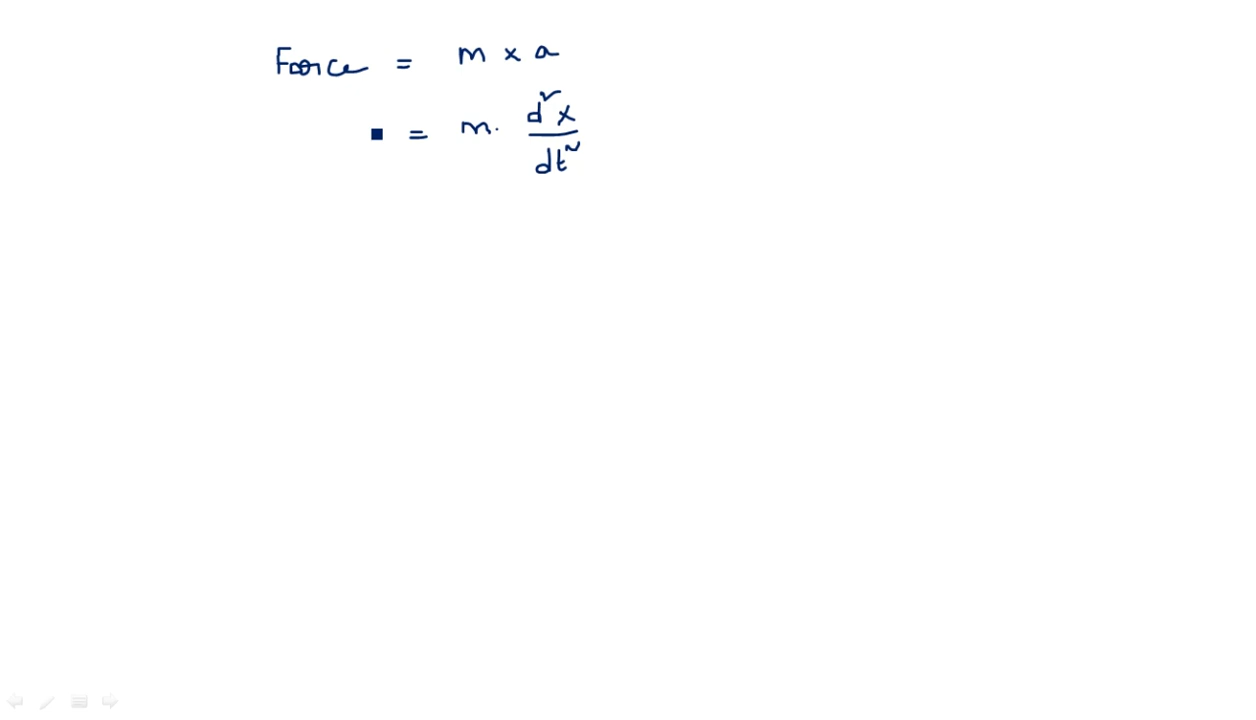 Force = m × a
= m. d²x/dt²